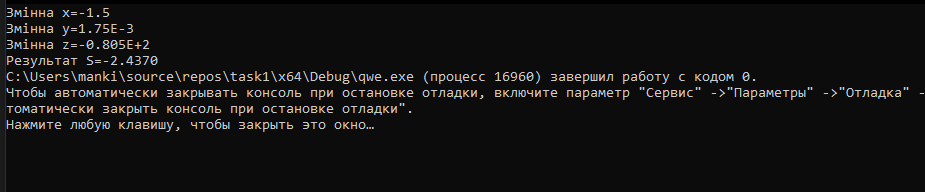 Змінна x=-1.5
Змінна y=1.75E-3
Змінна z=-0.805E+2
Результат S=-2.4370
C:\Users\manki\source\repos\task1\x64\Debug\qwe.exe (процесс 16960) завершил работу с кодом 0.
Чтобы автоматически закрывать консоль при остановке отладки, включите параметр "Сервис" ->"Параметры" ->"Отладка" -
томатически закрыть консоль при остановке отладки".
Нажмите любую клавишу, чтобы закрыть это окно…